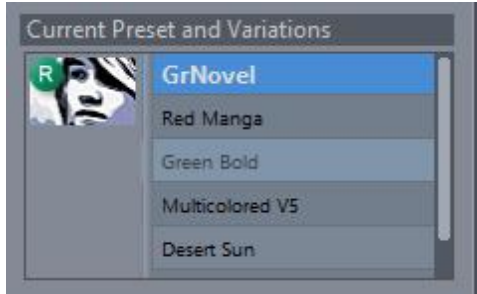 Current Preset and Variations
R
GrNovel
Red Manga
Green Bold
Multicolored V5
Desert Sun